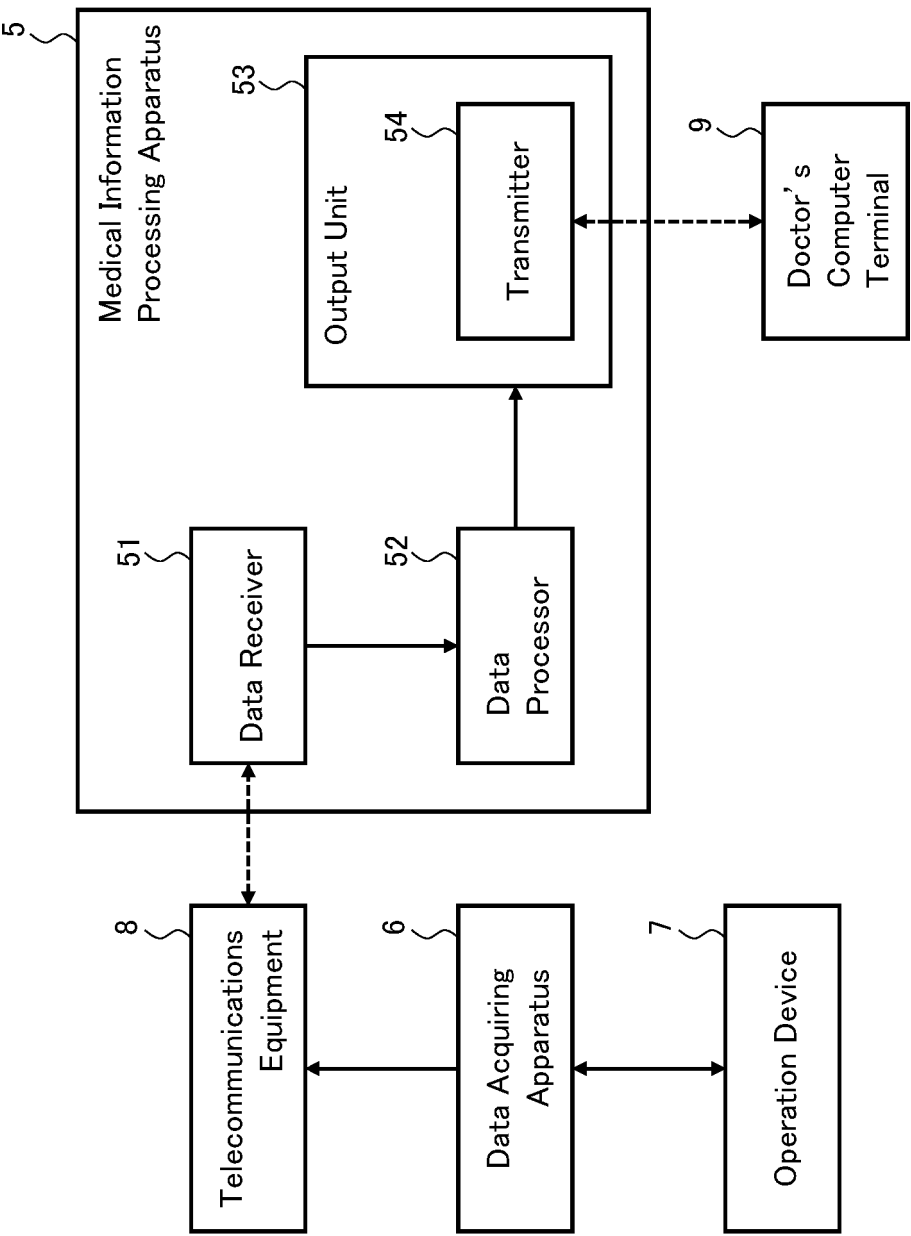 5
Medical Information
Processing Apparatus
8
Telecommunications
Equipment
51
Data Receiver
53
Output Unit
54
Transmitter
6
Data Acquiring
Apparatus
52
Data
Processor
7
Operation Device
9
Doctor's
Computer
Terminal